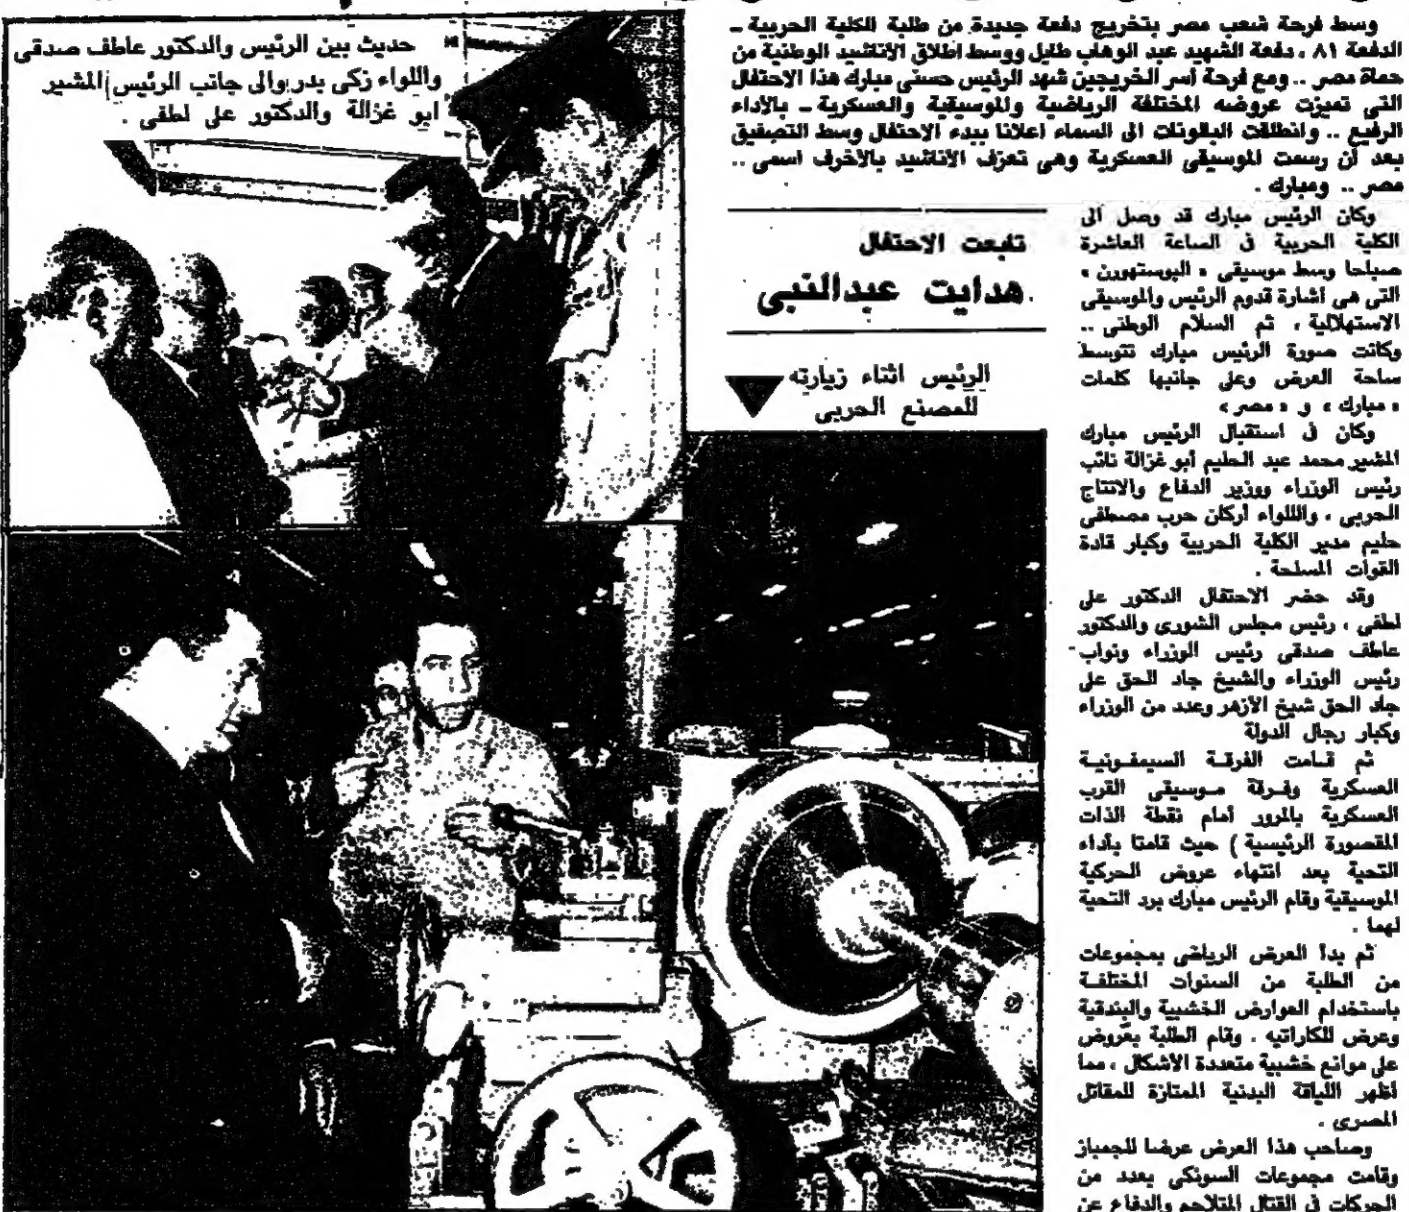 وسط فرحة شعب مصر بتخريج دفعة جديدة من طلبة الكلية الحربية ـ
الدفعة ٨١ ، دفعة الشهيد عبد الوهاب طايل ووسط اطلاق الأناشيد الوطنية من
حماة مصر .. ومع فرحة أسر الخريجين شهد الرئيس حسنى مبارك هذا الاحتفال
التى تميزت عروضه المختلفة الرياضية والموسيقية والعسكرية ـ بالأداء
الرفيع .. وانطلقت البالونات الى السماء اعلانا ببدء الاحتفال وسط التصفيق
بعد أن رسمت الموسيقى العسكرية وهى تعزف الأناشيد بالأحرف اسمى ..
مصر .. ومبارك .
وكان الرئيس مبارك قد وصل الى
الكلية الحربية فى الساعة العاشرة
صباحا وسط موسيقى « البوستهورن »
التى هى اشارة قدوم الرئيس والموسيقى
الاستهلالية ، ثم السلام الوطنى ..
وكانت صورة الرئيس مبارك تتوسط
ساحة العرض وعلى جانبها كلمات
« مبارك » و « مصر »
وكان فى استقبال الرئيس مبارك
المشير محمد عبد الحليم أبو غزالة نائب
رئيس الوزراء ووزير الدفاع والانتاج
الحربى ، واللواء أركان حرب مصطفى
حليم مدير الكلية الحربية وكبار قادة
القوات المسلحة .
وقد حضر الاحتفال الدكتور على
لطفى ، رئيس مجلس الشورى والدكتور
عاطف صدقى رئيس الوزراء ونواب
رئيس الوزراء والشيخ جاد الحق على
جاد الحق شيخ الأزهر وعدد من الوزراء
وكبار رجال الدولة
ثم قامت الفرقة السيمفونية
العسكرية وفرقة موسيقى القرب
العسكرية بالمرور أمام نقطة الذات
المقصورة الرئيسية ) حيث قامتا بأداء
التحية بعد انتهاء عروض الحركية
الموسيقية وقام الرئيس مبارك برد التحية
لهما .
ثم بدأ العرض الرياضى بمجموعات
من الطلبة من السنوات المختلفة
باستخدام العوارض الخشبية والبندقية
وعرض للكاراتيه . وقام الطلبة بعروض
على موانع خشبية متعددة الأشكال ، مما
أظهر اللياقة البدنية الممتازة للمقاتل
المصرى .
وصاحب هذا العرض عرضا للجمباز
وقامت مجموعات السونكى بعدد من
الحركات فى القتال المتلاحم والدفاع عن
تابعت الاحتفال
هدايت عبدالنبى
الرئيس اثناء زيارته
للمصنع الحربى
حديث بين الرئيس والدكتور عاطف صدقى
واللواء زكى بدر والى جانب الرئيس المشير
ابو غزالة والدكتور على لطفى .